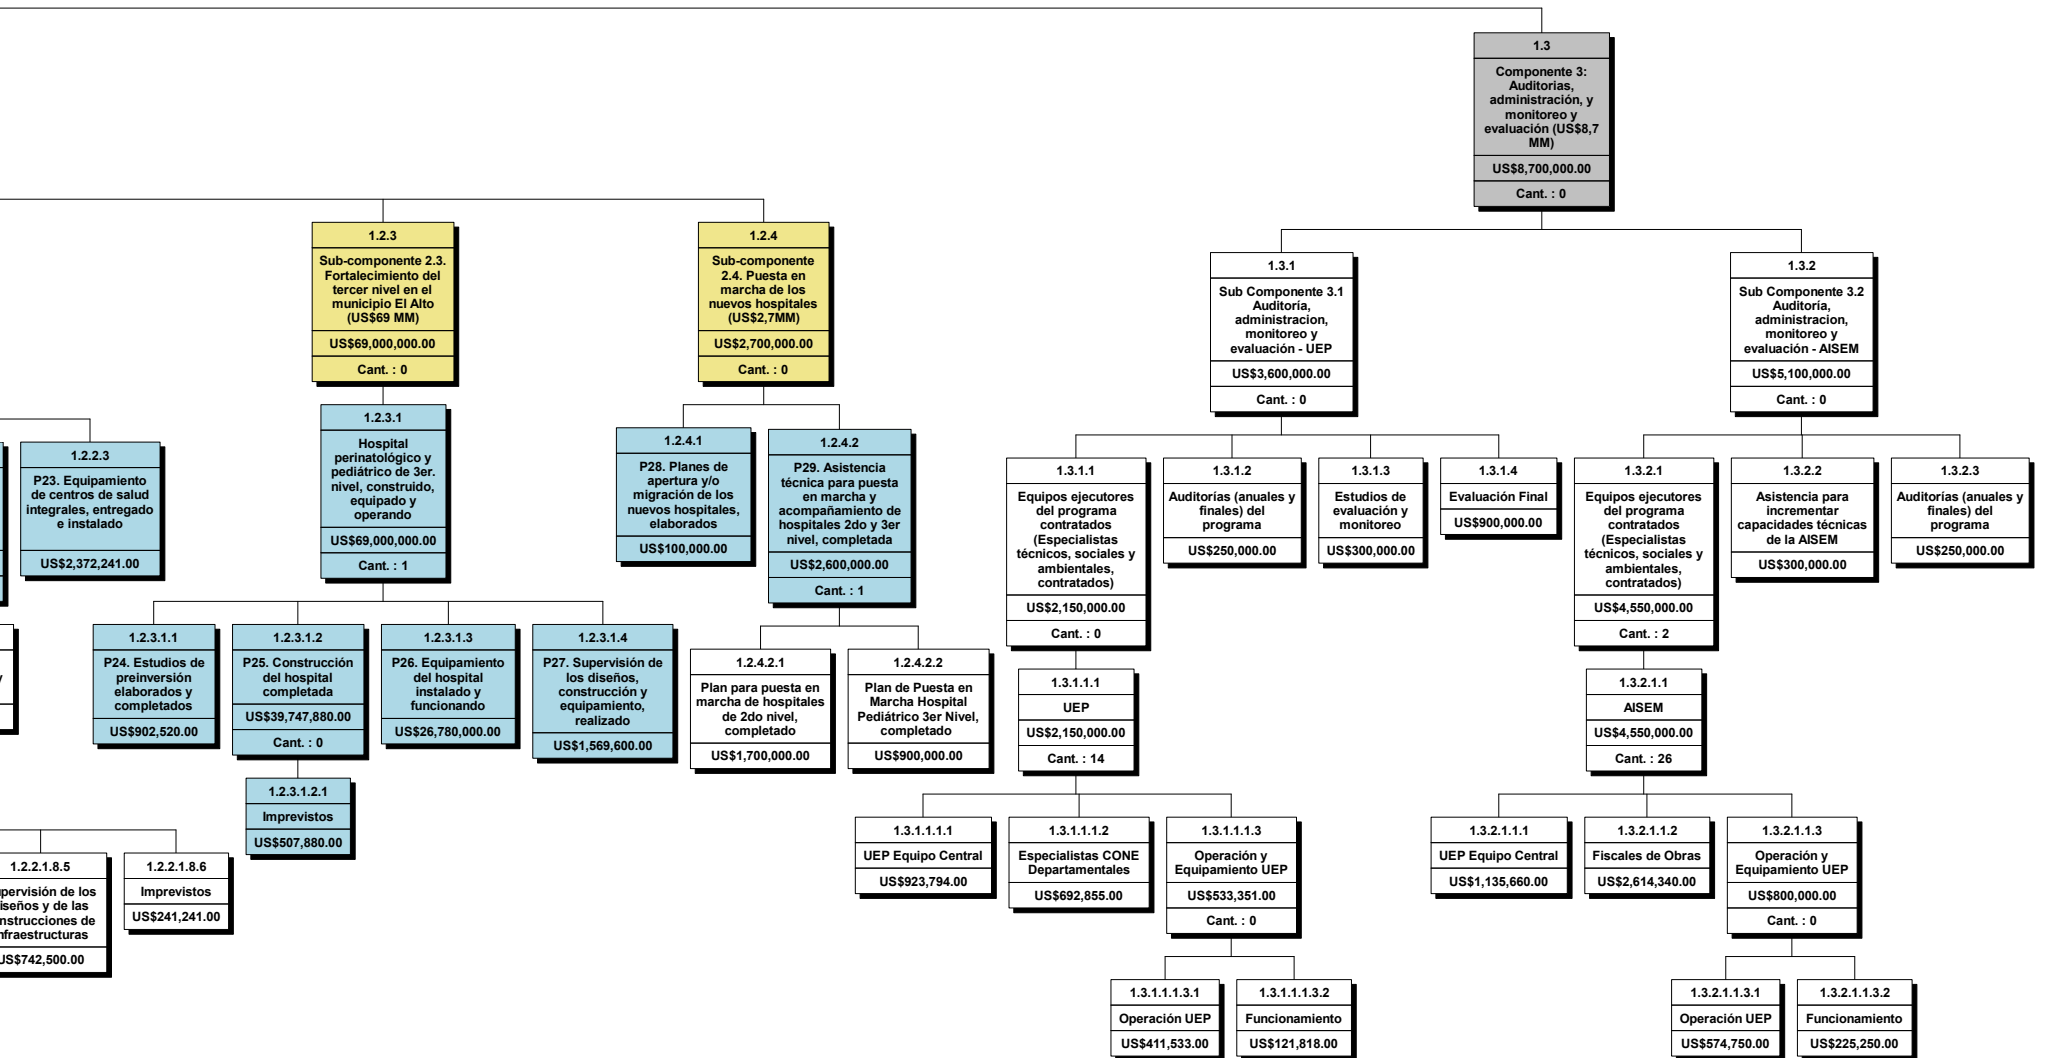 1.3
Componente 3:
Auditorias,
administración, y
monitoreo y
evaluación (US$8,7
MM)
US$8,700,000.00
Cant. : 0
1.2.3
Sub-componente 2.3.
Fortalecimiento del
tercer nivel en el
municipio El Alto
(US$69 MM)
US$69,000,000.00
Cant. : 0
1.2.4
Sub-componente
2.4. Puesta en
marcha de los
nuevos hospitales
(US$2,7MM)
US$2,700,000.00
Cant. : 0
1.3.1
Sub Componente 3.1
Auditoría,
administracion,
monitoreo y
evaluación - UEP
US$3,600,000.00
Cant. : 0
1.3.2
Sub Componente 3.2
Auditoría,
administracion,
monitoreo y
evaluación - AISEM
US$5,100,000.00
Cant. : 0
1.2.2.3
P23. Equipamiento
de centros de salud
integrales, entregado
e instalado
US$2,372,241.00
1.2.3.1
Hospital
perinatológico y
pediátrico de 3er.
nivel, construido,
equipado y
operando
US$69,000,000.00
Cant. : 1
1.2.4.1
P28. Planes de
apertura y/o
migración de los
nuevos hospitales,
elaborados
US$100,000.00
1.2.4.2
P29. Asistencia
técnica para puesta
en marcha y
acompañamiento de
hospitales 2do y 3er
nivel, completada
US$2,600,000.00
Cant. : 1
1.3.1.1
Equipos ejecutores
del programa
contratados
(Especialistas
técnicos, sociales y
ambientales,
contratados)
US$2,150,000.00
Cant. : 0
1.3.1.2
Auditorías (anuales y
finales) del
programa
US$250,000.00
1.3.1.3
Estudios de
evaluación y
monitoreo
US$300,000.00
1.3.1.4
Evaluación Final
US$900,000.00
1.3.2.1
Equipos ejecutores
del programa
contratados
(Especialistas
técnicos, sociales y
ambientales,
contratados)
US$4,550,000.00
Cant. : 2
1.3.2.2
Asistencia para
incrementar
capacidades técnicas
de la AISEM
US$300,000.00
1.3.2.3
Auditorías (anuales y
finales) del
programa
US$250,000.00
y
1.2.3.1.1
P24. Estudios de
preinversión
elaborados y
completados
US$902,520.00
1.2.3.1.2
P25. Construcción
del hospital
completada
US$39,747,880.00
Cant. : 0
1.2.3.1.3
P26. Equipamiento
del hospital
instalado y
funcionando
US$26,780,000.00
1.2.3.1.4
P27. Supervisión de
los diseños,
construcción y
equipamiento,
realizado
US$1,569,600.00
1.2.4.2.1
Plan para puesta en
marcha de hospitales
de 2do nivel,
completado
US$1,700,000.00
1.2.4.2.2
Plan de Puesta en
Marcha Hospital
Pediátrico 3er Nivel,
completado
US$900,000.00
1.3.1.1.1
UEP
US$2,150,000.00
Cant. : 14
1.3.2.1.1
AISEM
US$4,550,000.00
Cant. : 26
1.2.3.1.2.1
Imprevistos
US$507,880.00
1.2.2.1.8.5
pervisión de los
iseños y de las
nstrucciones de
nfraestructuras
US$742,500.00
1.2.2.1.8.6
Imprevistos
US$241,241.00
1.3.1.1.1.1
UEP Equipo Central
US$923,794.00
1.3.1.1.1.2
Especialistas CONE
Departamentales
US$692,855.00
1.3.1.1.1.3
Operación y
Equipamiento UEP
US$533,351.00
Cant. : 0
1.3.2.1.1.1
UEP Equipo Central
US$1,135,660.00
1.3.2.1.1.2
Fiscales de Obras
US$2,614,340.00
1.3.2.1.1.3
Operación y
Equipamiento UEP
US$800,000.00
Cant. : 0
1.3.1.1.1.3.1
Operación UEP
US$411,533.00
1.3.1.1.1.3.2
Funcionamiento
US$121,818.00
1.3.2.1.1.3.1
Operación UEP
US$574,750.00
1.3.2.1.1.3.2
Funcionamiento
US$225,250.00